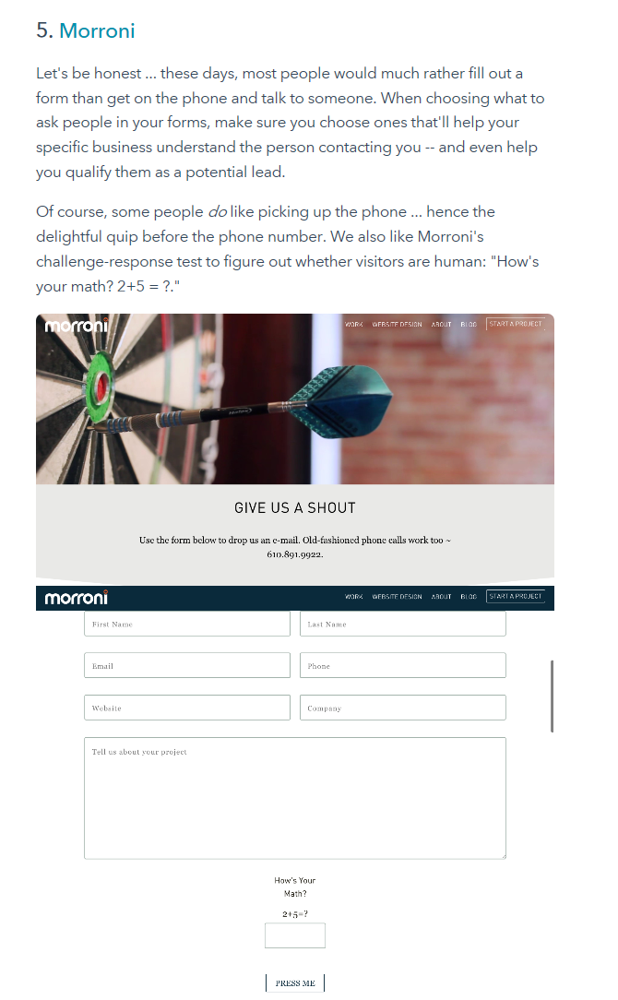 5. Morroni
Let's be honest ... these days, most people would much rather fill out a
form than get on the phone and talk to someone. When choosing what to
ask people in your forms, make sure you choose ones that'll help your
specific business understand the person contacting you -- and even help
you qualify them as a potential lead.
Of course, some people do like picking up the phone ... hence the
delightful quip before the phone number. We also like Morroni's
challenge-response test to figure out whether visitors are human: "How's
your math? 2+5 = ?."
morroni
WORK WEBSITE DESIGN ABOUT BLOG START A PROJECT
GIVE US A SHOUT
Use the form below to drop us an e-mail. Old-fashioned phone calls work too ~
610.891.9922.
morroni
WORK WEBSITE DESIGN ABOUT BLOG START A PROJECT
First Name Last Name
Email Phone
Website Company
Tell us about your project
How's Your
Math?
2+5=?
PRESS ME